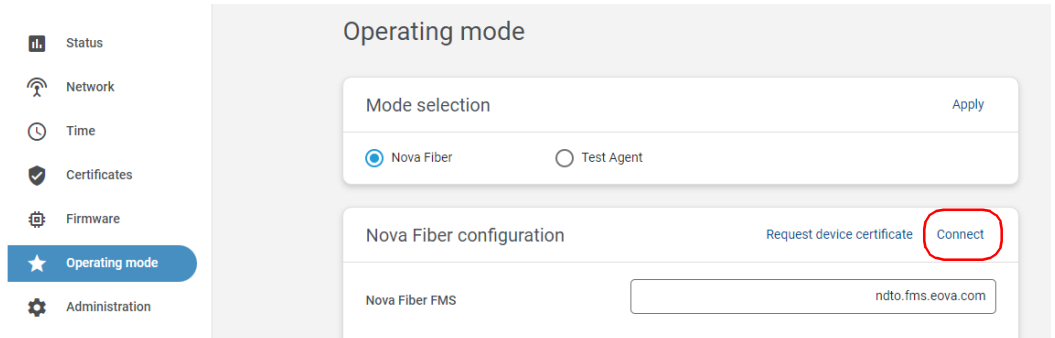 Operating mode
Status
Network
Mode selection
Apply
Time
Nova Fiber
Test Agent
Certificates
Firmware
Nova Fiber configuration
Request device certificate
Connect
Operating mode
Nova Fiber FMS
ndto.fms.eova.com
Administration